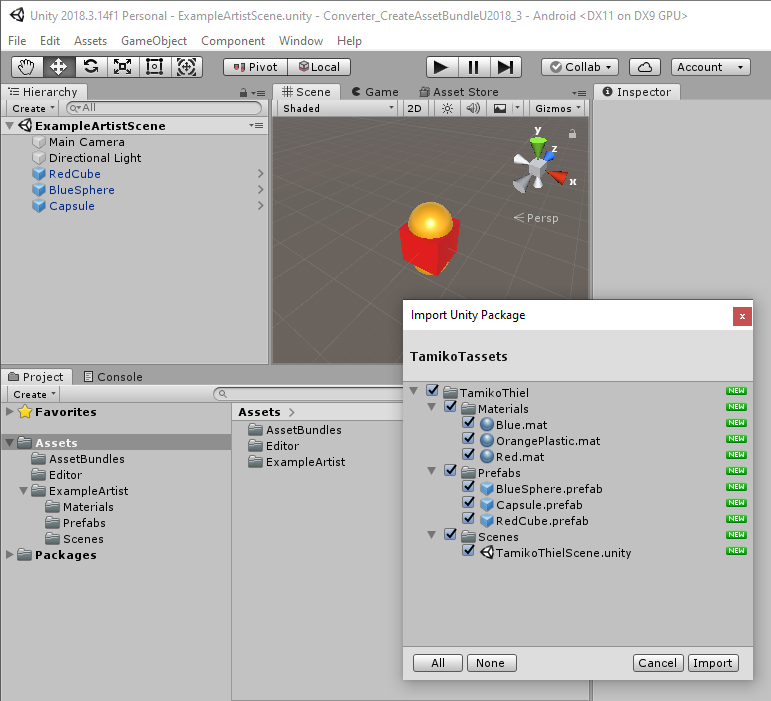 Unity 2018.3.14f1 Personal - ExampleArtistScene.unity - Converter_CreateAssetBundleU2018_3 - Android <DX11 on DX9 GPU>
File Edit Assets GameObject Component Window Help
Pivot Local Collab Account
Hierarchy
Create All
ExampleArtistScene
Main Camera
Directional Light
RedCube
BlueSphere
Capsule
Scene Game Asset Store
Shaded 2D Gizmos
y
z
x
Persp
Inspector
Project Console
Create
Favorites
Assets
AssetBundles
Editor
ExampleArtist
Materials
Prefabs
Scenes
Packages
Assets
AssetBundles
Editor
ExampleArtist
Import Unity Package x
TamikoTassets
TamikoThiel NEW
Materials NEW
Blue.mat NEW
OrangePlastic.mat NEW
Red.mat NEW
Prefabs NEW
BlueSphere.prefab NEW
Capsule.prefab NEW
RedCube.prefab NEW
Scenes NEW
TamikoThielScene.unity NEW
All None Cancel Import